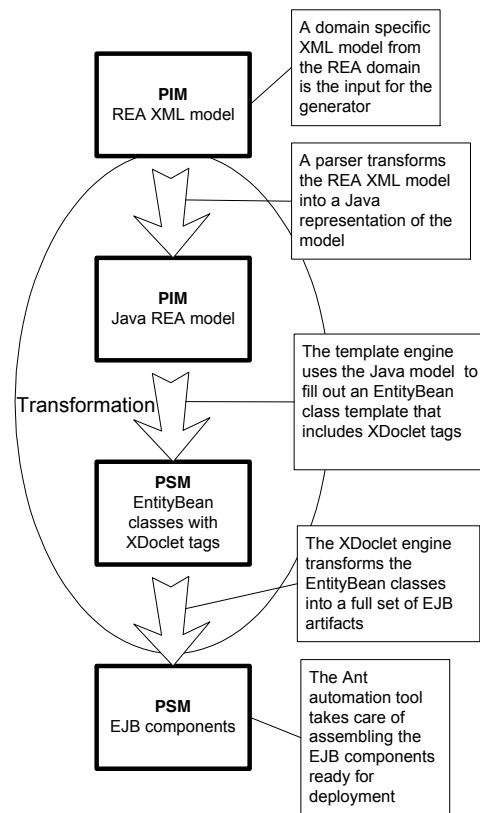 A domain specific
XML model from
the REA domain
is the input for the
generator
PIM
REA XML model
A parser transforms
the REA XML model
into a Java
representation of the
model
PIM
Java REA model
The template engine
uses the Java model to
fill out an EntityBean
class template that
includes XDoclet tags
Transformation
PSM
EntityBean
classes with
XDoclet tags
The XDoclet engine
transforms the
EntityBean classes
into a full set of EJB
artifacts
PSM
EJB components
The Ant
automation tool
takes care of
assembling the
EJB components
ready for
deployment